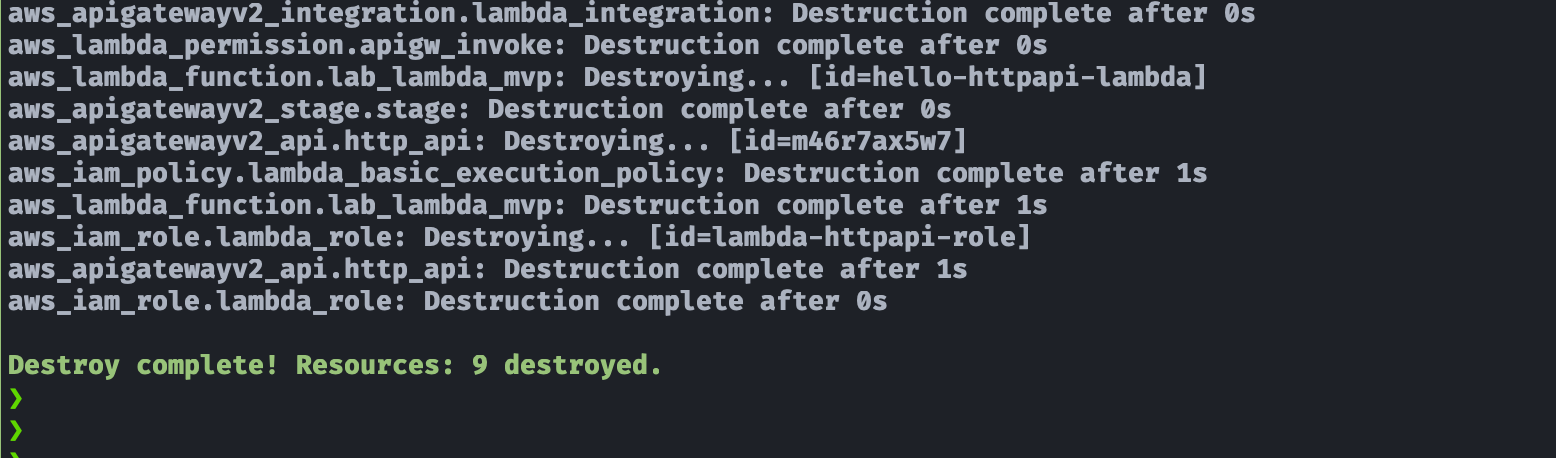 aws_apigatewayv2_integration.lambda_integration: Destruction complete after 0s
aws_lambda_permission.apigw_invoke: Destruction complete after 0s
aws_lambda_function.lab_lambda_mvp: Destroying... [id=hello-httpapi-lambda]
aws_apigatewayv2_stage.stage: Destruction complete after 0s
aws_apigatewayv2_api.http_api: Destroying... [id=m46r7ax5w7]
aws_iam_policy.lambda_basic_execution_policy: Destruction complete after 1s
aws_lambda_function.lab_lambda_mvp: Destruction complete after 1s
aws_iam_role.lambda_role: Destroying... [id=lambda-httpapi-role]
aws_apigatewayv2_api.http_api: Destruction complete after 1s
aws_iam_role.lambda_role: Destruction complete after 0s
Destroy complete! Resources: 9 destroyed.
❯
❯